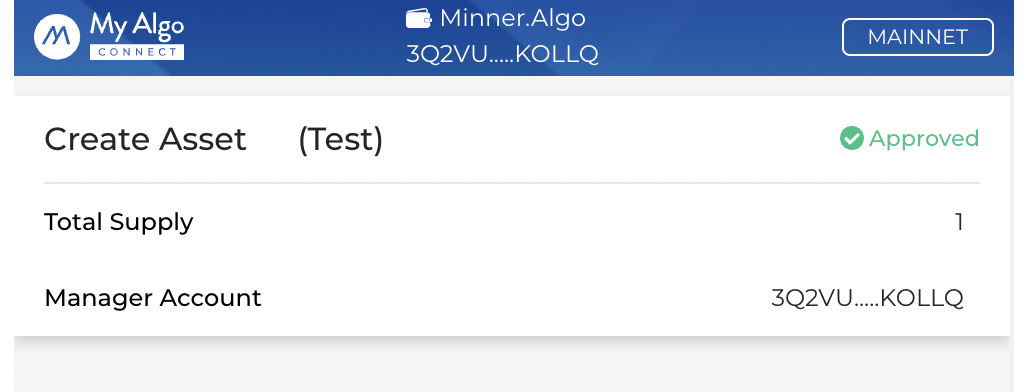 My Algo
CONNECT
Minner.Algo
3Q2VU.....KOLLQ
MAINNET
Create Asset (Test)
Approved
Total Supply 1
Manager Account 3Q2VU.....KOLLQ